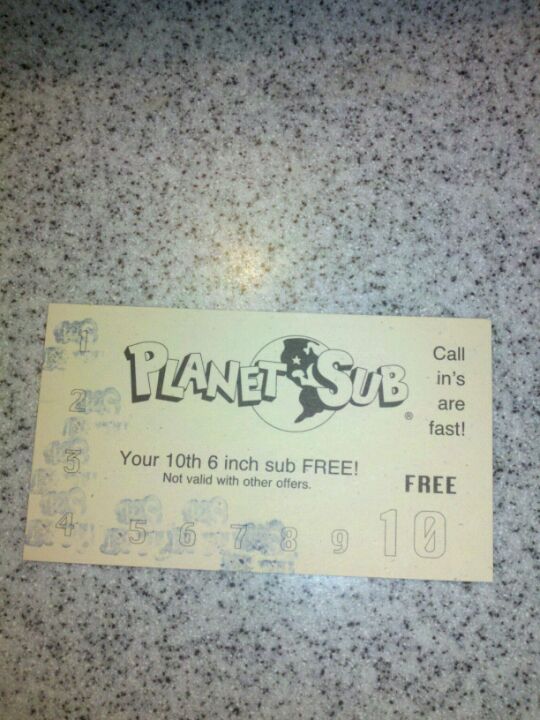 PLANET SUB
®
Call
in's
are
fast!
Your 10th 6 inch sub FREE!
Not valid with other offers.
FREE
1
2
3
4 5 6 7 8 9 10